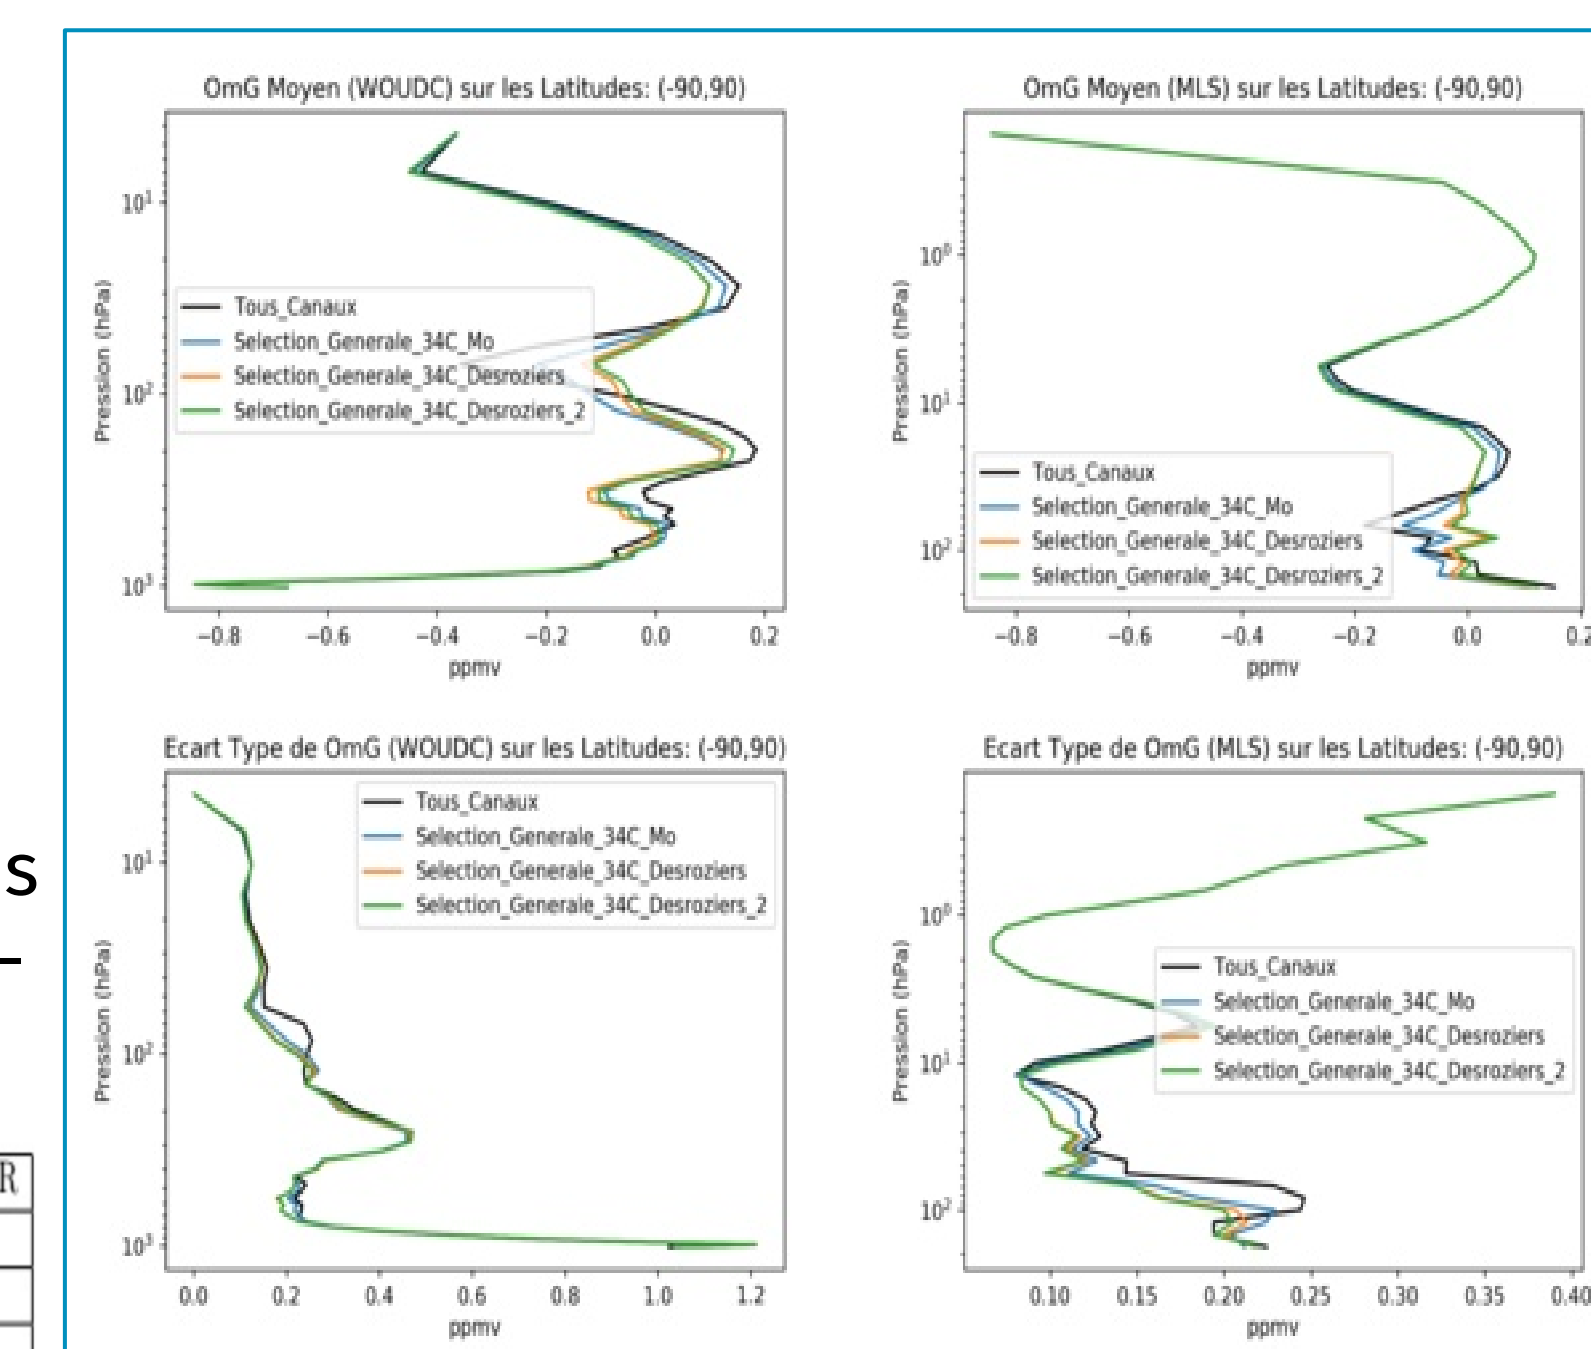 OmG Moyen (WOUDC) sur les Latitudes: (-90,90)
10¹
10²
10³
Pression (hPa)
Tous_Canaux
Selection_Generale_34C_Mo
Selection_Generale_34C_Desroziers
Selection_Generale_34C_Desroziers_2
−0.8 −0.6 −0.4 −0.2 0.0 0.2
ppmv
OmG Moyen (MLS) sur les Latitudes: (-90,90)
10⁰
10¹
10²
Pression (hPa)
Tous_Canaux
Selection_Generale_34C_Mo
Selection_Generale_34C_Desroziers
Selection_Generale_34C_Desroziers_2
−0.8 −0.6 −0.4 −0.2 0.0 0.2
ppmv
s
R
Ecart Type de OmG (WOUDC) sur les Latitudes: (-90,90)
10¹
10²
10³
Pression (hPa)
Tous_Canaux
Selection_Generale_34C_Mo
Selection_Generale_34C_Desroziers
Selection_Generale_34C_Desroziers_2
0.0 0.2 0.4 0.6 0.8 1.0 1.2
ppmv
Ecart Type de OmG (MLS) sur les Latitudes: (-90,90)
10⁰
10¹
10²
Pression (hPa)
Tous_Canaux
Selection_Generale_34C_Mo
Selection_Generale_34C_Desroziers
Selection_Generale_34C_Desroziers_2
0.10 0.15 0.20 0.25 0.30 0.35 0.40
ppmv